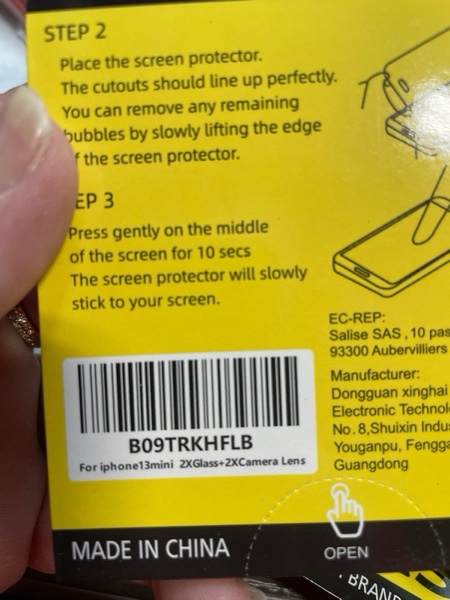 STEP 2
Place the screen protector.
The cutouts should line up perfectly.
You can remove any remaining
bubbles by slowly lifting the edge
f the screen protector.
EP 3
Press gently on the middle
of the screen for 10 secs
The screen protector will slowly
stick to your screen.
EC-REP:
Salise SAS , 10 pas
93300 Aubervilliers
Manufacturer:
Dongguan xinghai
Electronic Technol
No. 8,Shuixin Indus
Youganpu, Fengga
Guangdong
B09TRKHFLB
For iphone13mini 2XGlass+2XCamera Lens
MADE IN CHINA
OPEN
BRAND